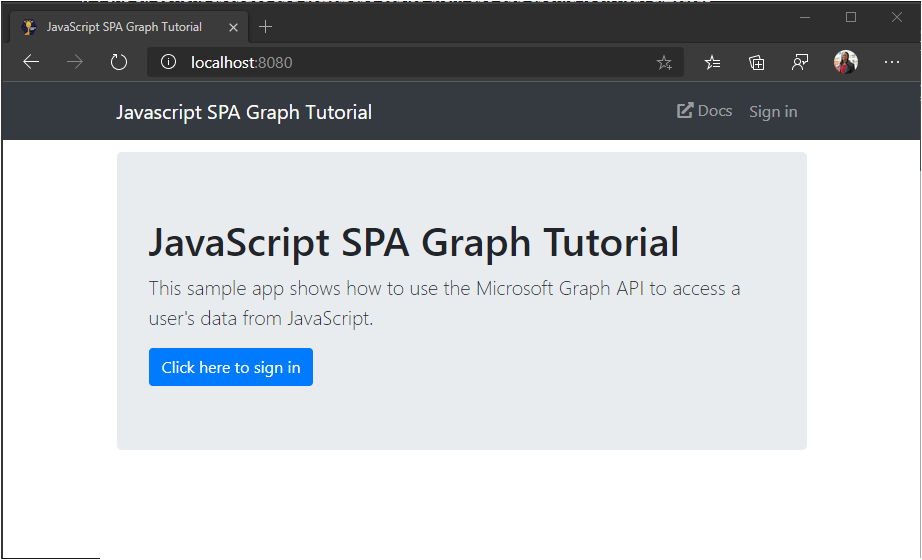 JavaScript SPA Graph Tutorial
localhost:8080
Javascript SPA Graph Tutorial
Docs
Sign in
JavaScript SPA Graph Tutorial
This sample app shows how to use the Microsoft Graph API to access a
user's data from JavaScript.
Click here to sign in